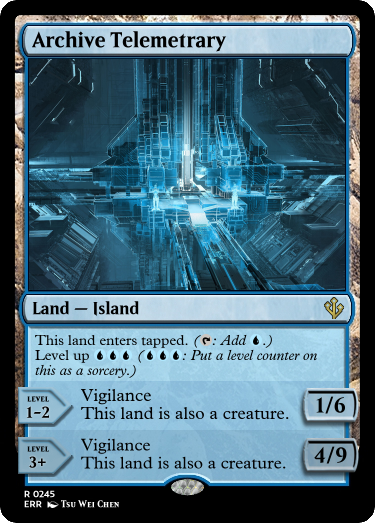 Archive Telemetrary
Land — Island
This land enters tapped. (: Add .)
Level up (: Put a level counter on
this as a sorcery.)
LEVEL
1-2
Vigilance
This land is also a creature.
1/6
LEVEL
3+
Vigilance
This land is also a creature.
4/9
R 0245
ERR Tsu Wei Chen